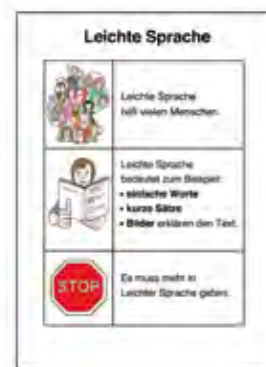 Leichte Sprache
Leichte Sprache
hilft vielen Menschen.
Leichte Sprache
bedeutet zum Beispiel:
• einfache Worte
• kurze Sätze
• Bilder erklären den Text.
STOP
Es muss mehr in
Leichter Sprache geben.